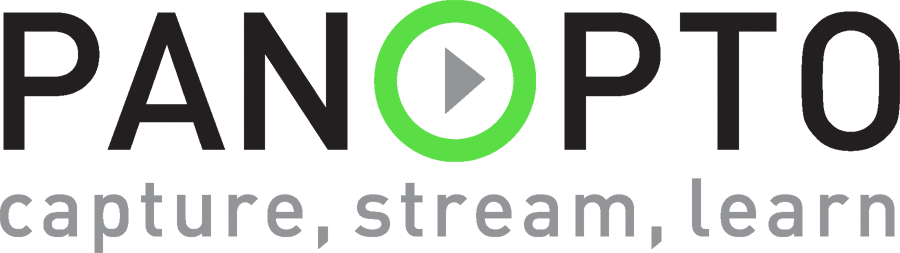 PANOPTO
capture, stream, learn